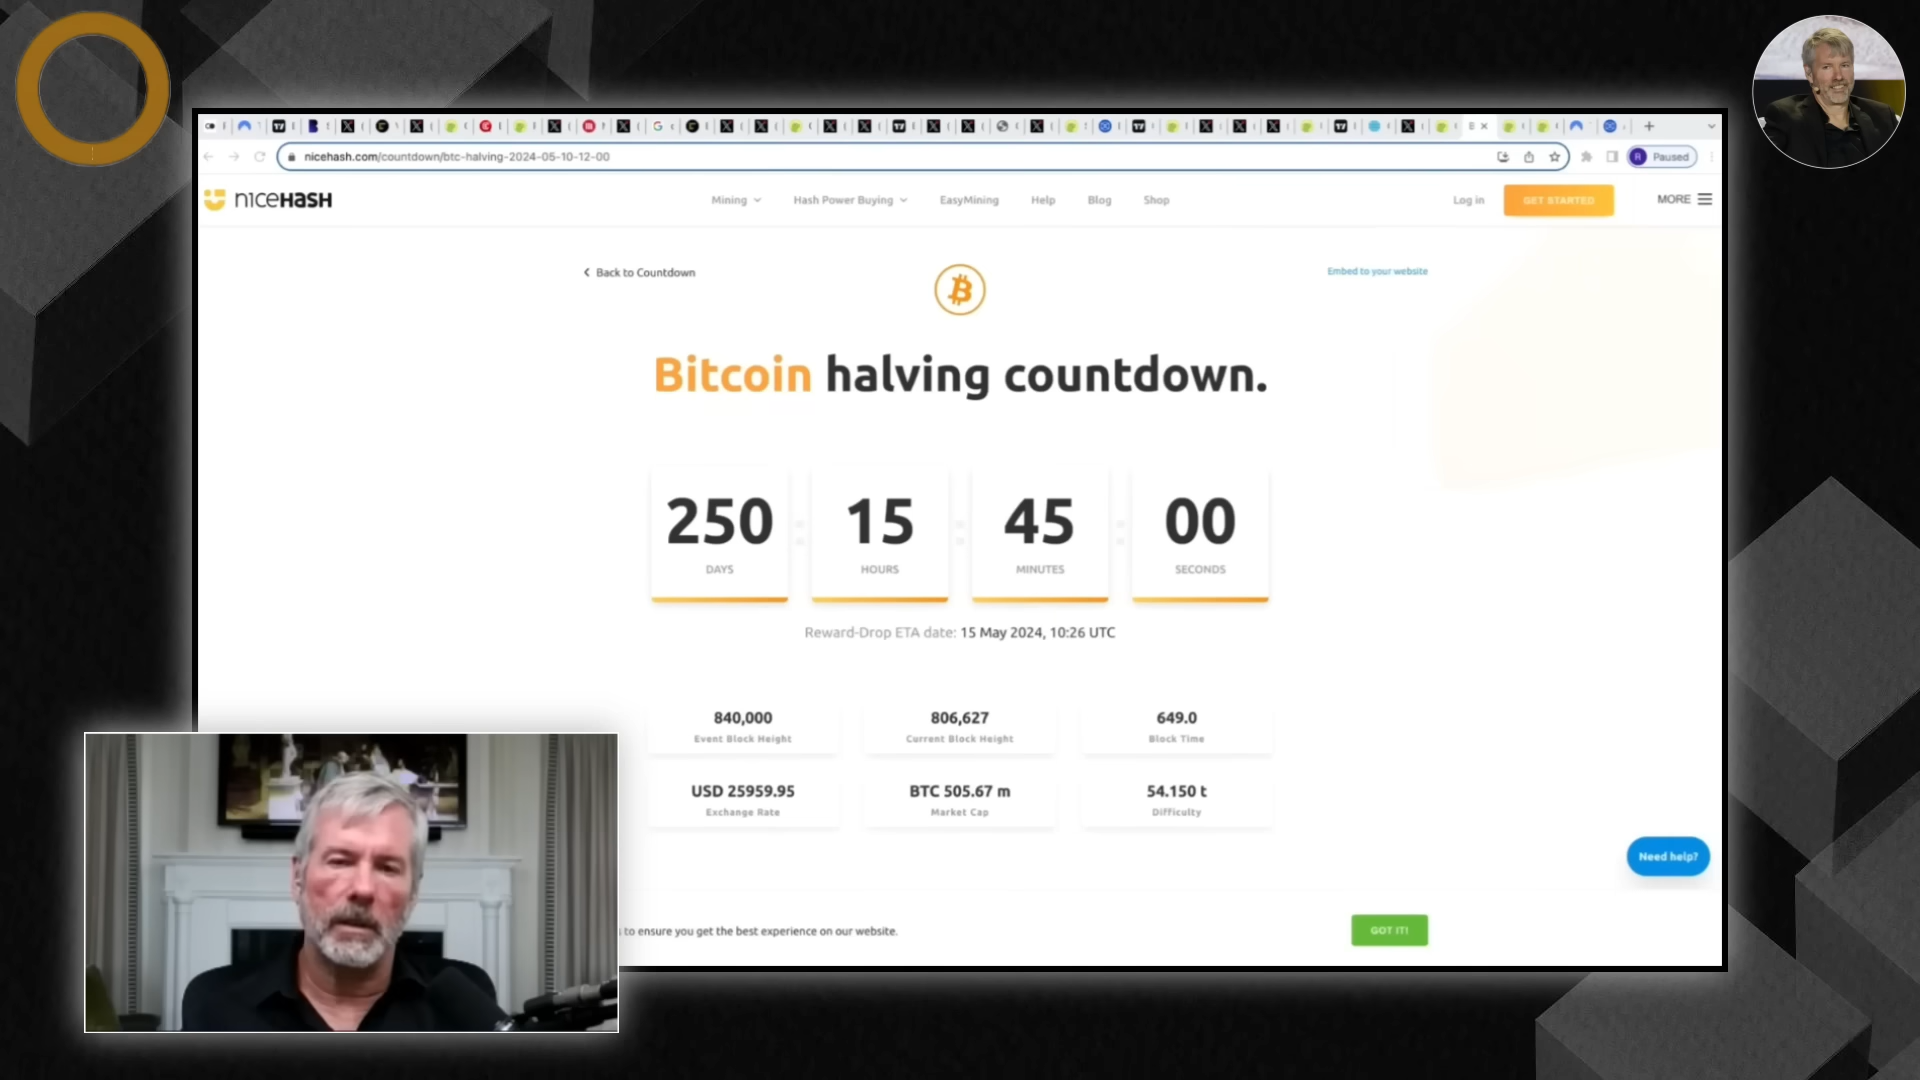 nicehash.com/countdown/btc-halving-2024-05-10-12-00
R Paused
nıceHASH
Mining
Hash Power Buying
EasyMining
Help
Blog
Shop
Log in
GET STARTED
MORE
Back to Countdown
Embed to your website
Bitcoin halving countdown.
250 : 15 : 45 : 00
DAYS HOURS MINUTES SECONDS
Reward-Drop ETA date: 15 May 2024, 10:26 UTC
840,000
Event Block Height
806,627
Current Block Height
649.0
Block Time
USD 25959.95
Exchange Rate
BTC 505.67 m
Market Cap
54.150 t
Difficulty
Need help?
to ensure you get the best experience on our website.
GOT IT!